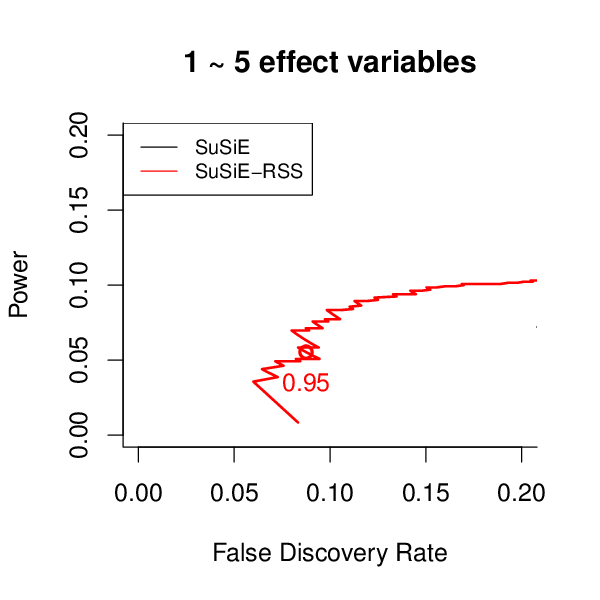 1 ~ 5 effect variables
SuSiE
SuSiE−RSS
Power
0.20
0.15
0.10
0.05
0.00
0.95
0.00 0.05 0.10 0.15 0.20
False Discovery Rate